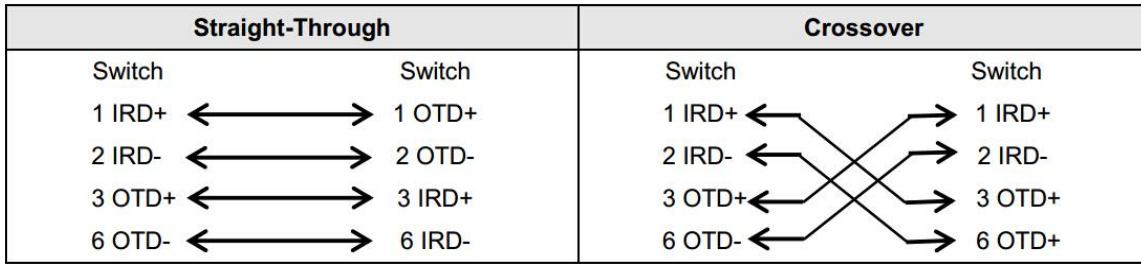 Straight-Through Crossover
Switch Switch Switch Switch
1 IRD+ 1 OTD+ 1 IRD+ 1 IRD+
2 IRD- 2 OTD- 2 IRD- 2 IRD-
3 OTD+ 3 IRD+ 3 OTD+ 3 OTD+
6 OTD- 6 IRD- 6 OTD- 6 OTD+